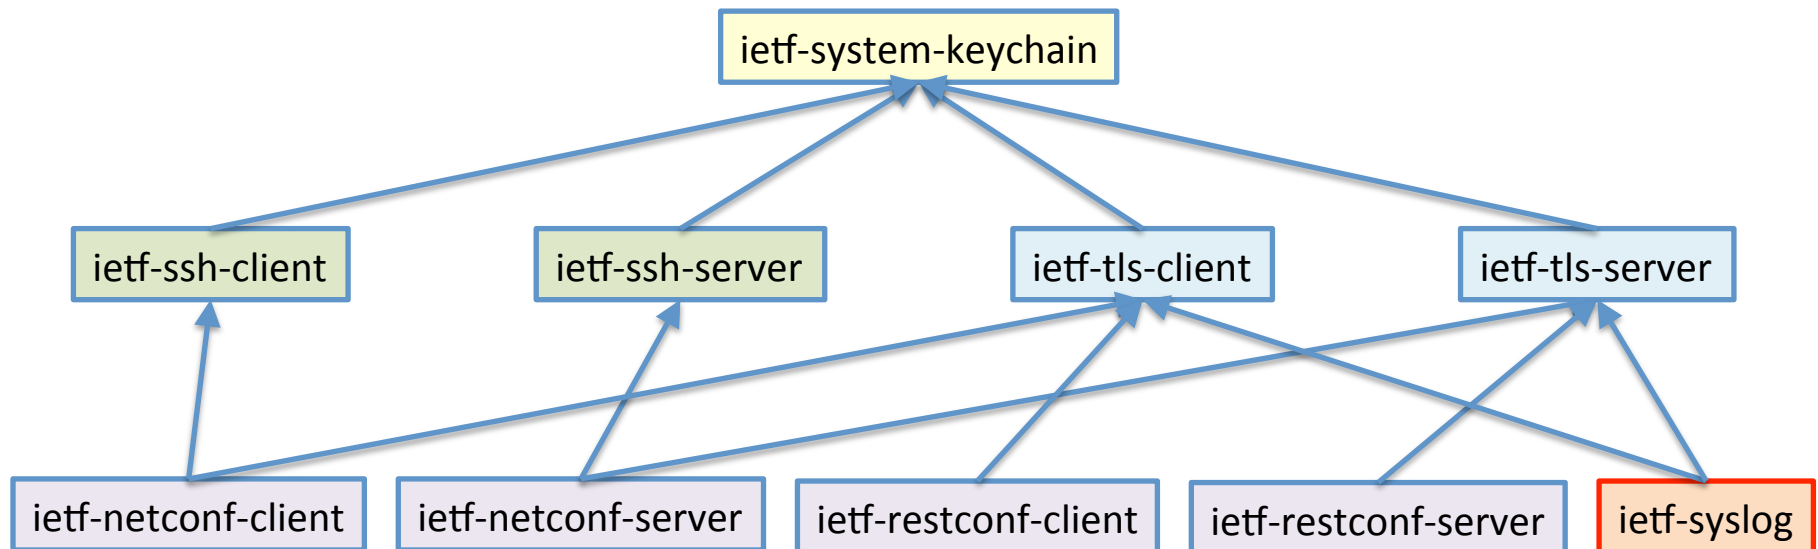 ietf-system-keychain
ietf-ssh-client
ietf-ssh-server
ietf-tls-client
ietf-tls-server
ietf-netconf-client
ietf-netconf-server
ietf-restconf-client
ietf-restconf-server
ietf-syslog